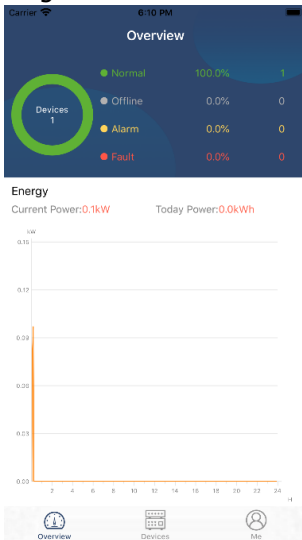 Carrier 6:10 PM
Overview
Normal 100.0% 1
Offline 0.0% 0
Devices
1
Alarm 0.0% 0
Fault 0.0% 0
Energy
Current Power:0.1kW Today Power:0.0kWh
kW
0.15
0.12
0.09
0.06
0.03
0.00
2 4 6 8 10 12 14 16 18 20 22 24
H
Overview Devices Me